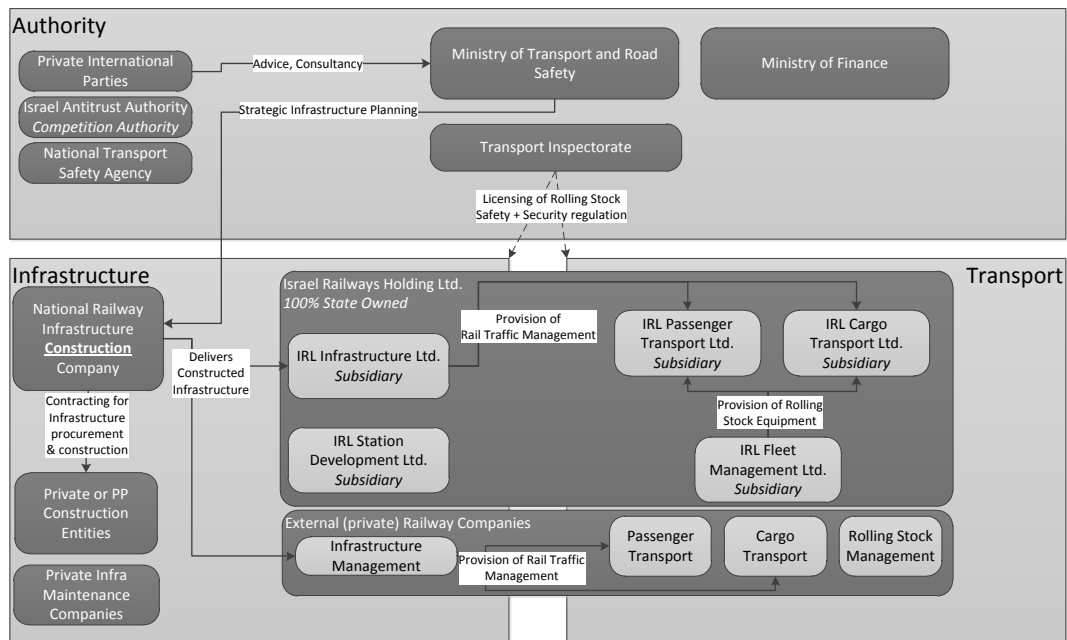 Authority
Private International
Parties
Advice, Consultancy
Ministry of Transport and Road
Safety
Ministry of Finance
Israel Antitrust Authority
Competition Authority
Strategic Infrastructure Planning
National Transport
Safety Agency
Transport Inspectorate
Licensing of Rolling Stock
Safety + Security regulation
Infrastructure
Transport
National Railway
Infrastructure
Construction
Company
Israel Railways Holding Ltd.
100% State Owned
Provision of
Rail Traffic Management
IRL Infrastructure Ltd.
Subsidiary
IRL Passenger
Transport Ltd.
Subsidiary
IRL Cargo
Transport Ltd.
Subsidiary
Delivers
Constructed
Infrastructure
Contracting for
Infrastructure
procurement
& construction
Provision of Rolling
Stock Equipment
IRL Station
Development Ltd.
Subsidiary
IRL Fleet
Management Ltd.
Subsidiary
Private or PP
Construction
Entities
External (private) Railway Companies
Infrastructure
Management
Provision of Rail Traffic
Management
Passenger
Transport
Cargo
Transport
Rolling Stock
Management
Private Infra
Maintenance
Companies